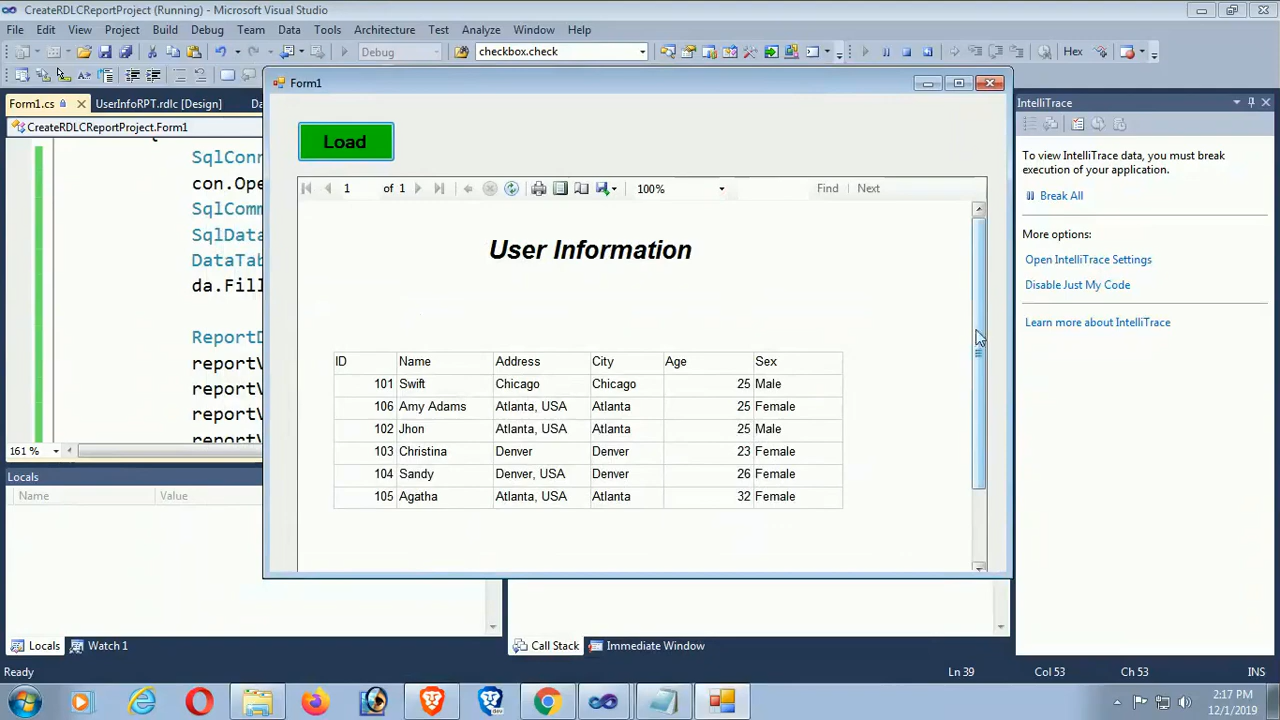 CreateRDLCReportProject (Running) - Microsoft Visual Studio
File Edit View Project Build Debug Team Data Tools Architecture Test Analyze Window Help
Debug checkbox.check Hex
Form1.cs UserInfoRPT.rdlc [Design] Da
CreateRDLCReportProject.Form1
SqlConn
con.Ope
SqlComm
SqlData
DataTab
da.Fill
ReportD
reportV
reportV
reportV
reportV
161 %
Form1
Load
1 of 1 100% Find Next
User Information
ID Name Address City Age Sex
101 Swift Chicago Chicago 25 Male
106 Amy Adams Atlanta, USA Atlanta 25 Female
102 Jhon Atlanta, USA Atlanta 25 Male
103 Christina Denver Denver 23 Female
104 Sandy Denver, USA Denver 26 Female
105 Agatha Atlanta, USA Atlanta 32 Female
IntelliTrace
To view IntelliTrace data, you must break
execution of your application.
Break All
More options:
Open IntelliTrace Settings
Disable Just My Code
Learn more about IntelliTrace
Locals
Name Value
Locals Watch 1
Call Stack Immediate Window
Ready Ln 39 Col 53 Ch 53 INS
2:17 PM
12/1/2019